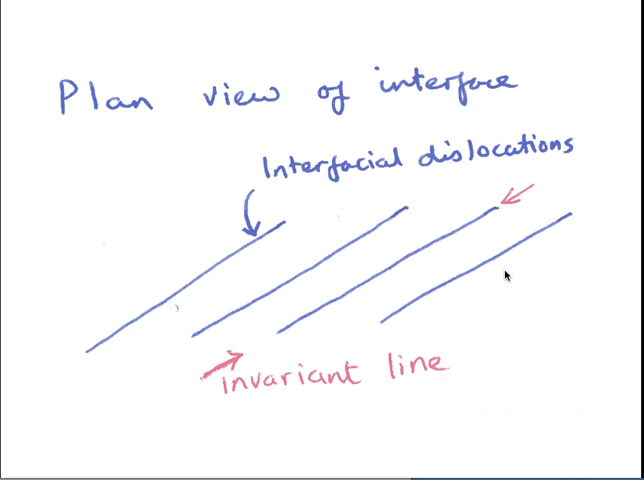 Plan view of interface
Interfacial dislocations
invariant line